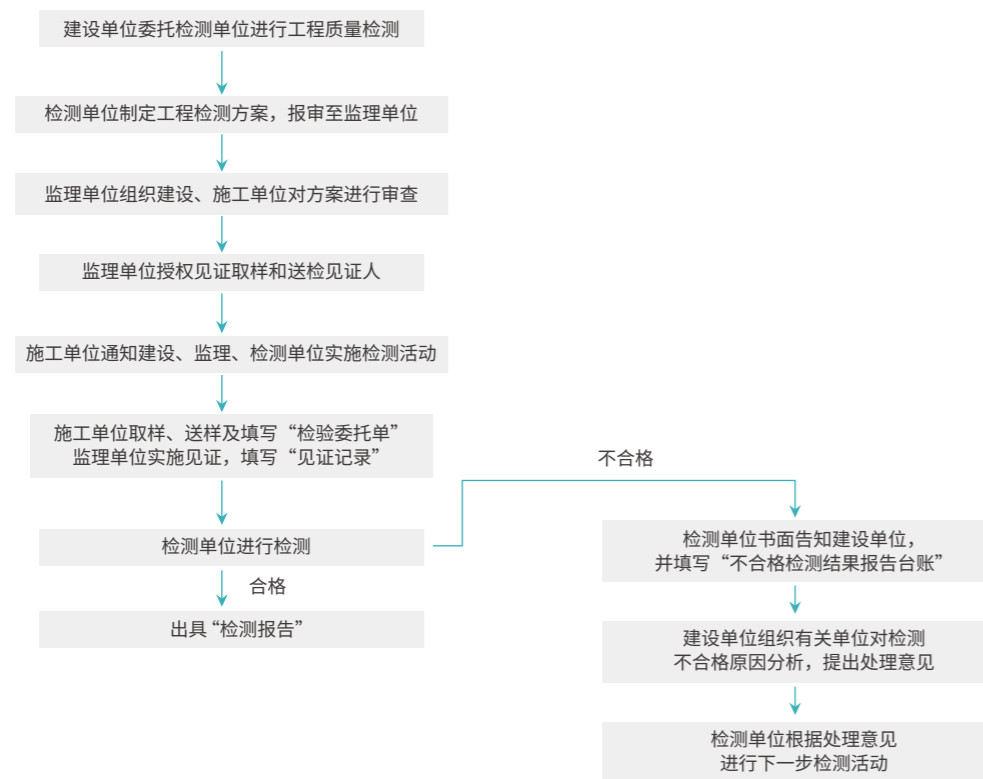 建设单位委托检测单位进行工程质量检测
检测单位制定工程检测方案，报审至监理单位
监理单位组织建设、施工单位对方案进行审查
监理单位授权见证取样和送检见证人
施工单位通知建设、监理、检测单位实施检测活动
施工单位取样、送样及填写“检验委托单”
监理单位实施见证，填写“见证记录”
检测单位进行检测
合格
出具“检测报告”
不合格
检测单位书面告知建设单位，
并填写“不合格检测结果报告台账”
建设单位组织有关单位对检测
不合格原因分析，提出处理意见
检测单位根据处理意见
进行下一步检测活动